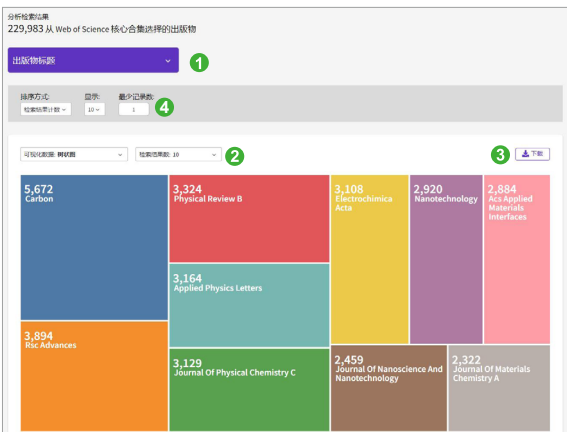 分析检索结果
229,983 从 Web of Science 核心合集选择的出版物
出版物标题
1
排序方式:
显示:
最少记录数:
检索结果计数
10
1
4
可视化数据: 树状图
检索结果数: 10
2
3
下载
5,672
Carbon
3,324
Physical Review B
3,108
Electrochimica
Acta
2,920
Nanotechnology
2,884
Acs Applied
Materials
Interfaces
3,164
Applied Physics Letters
3,894
Rsc Advances
3,129
Journal Of Physical Chemistry C
2,459
Journal Of Nanoscience And
Nanotechnology
2,322
Journal Of Materials
Chemistry A